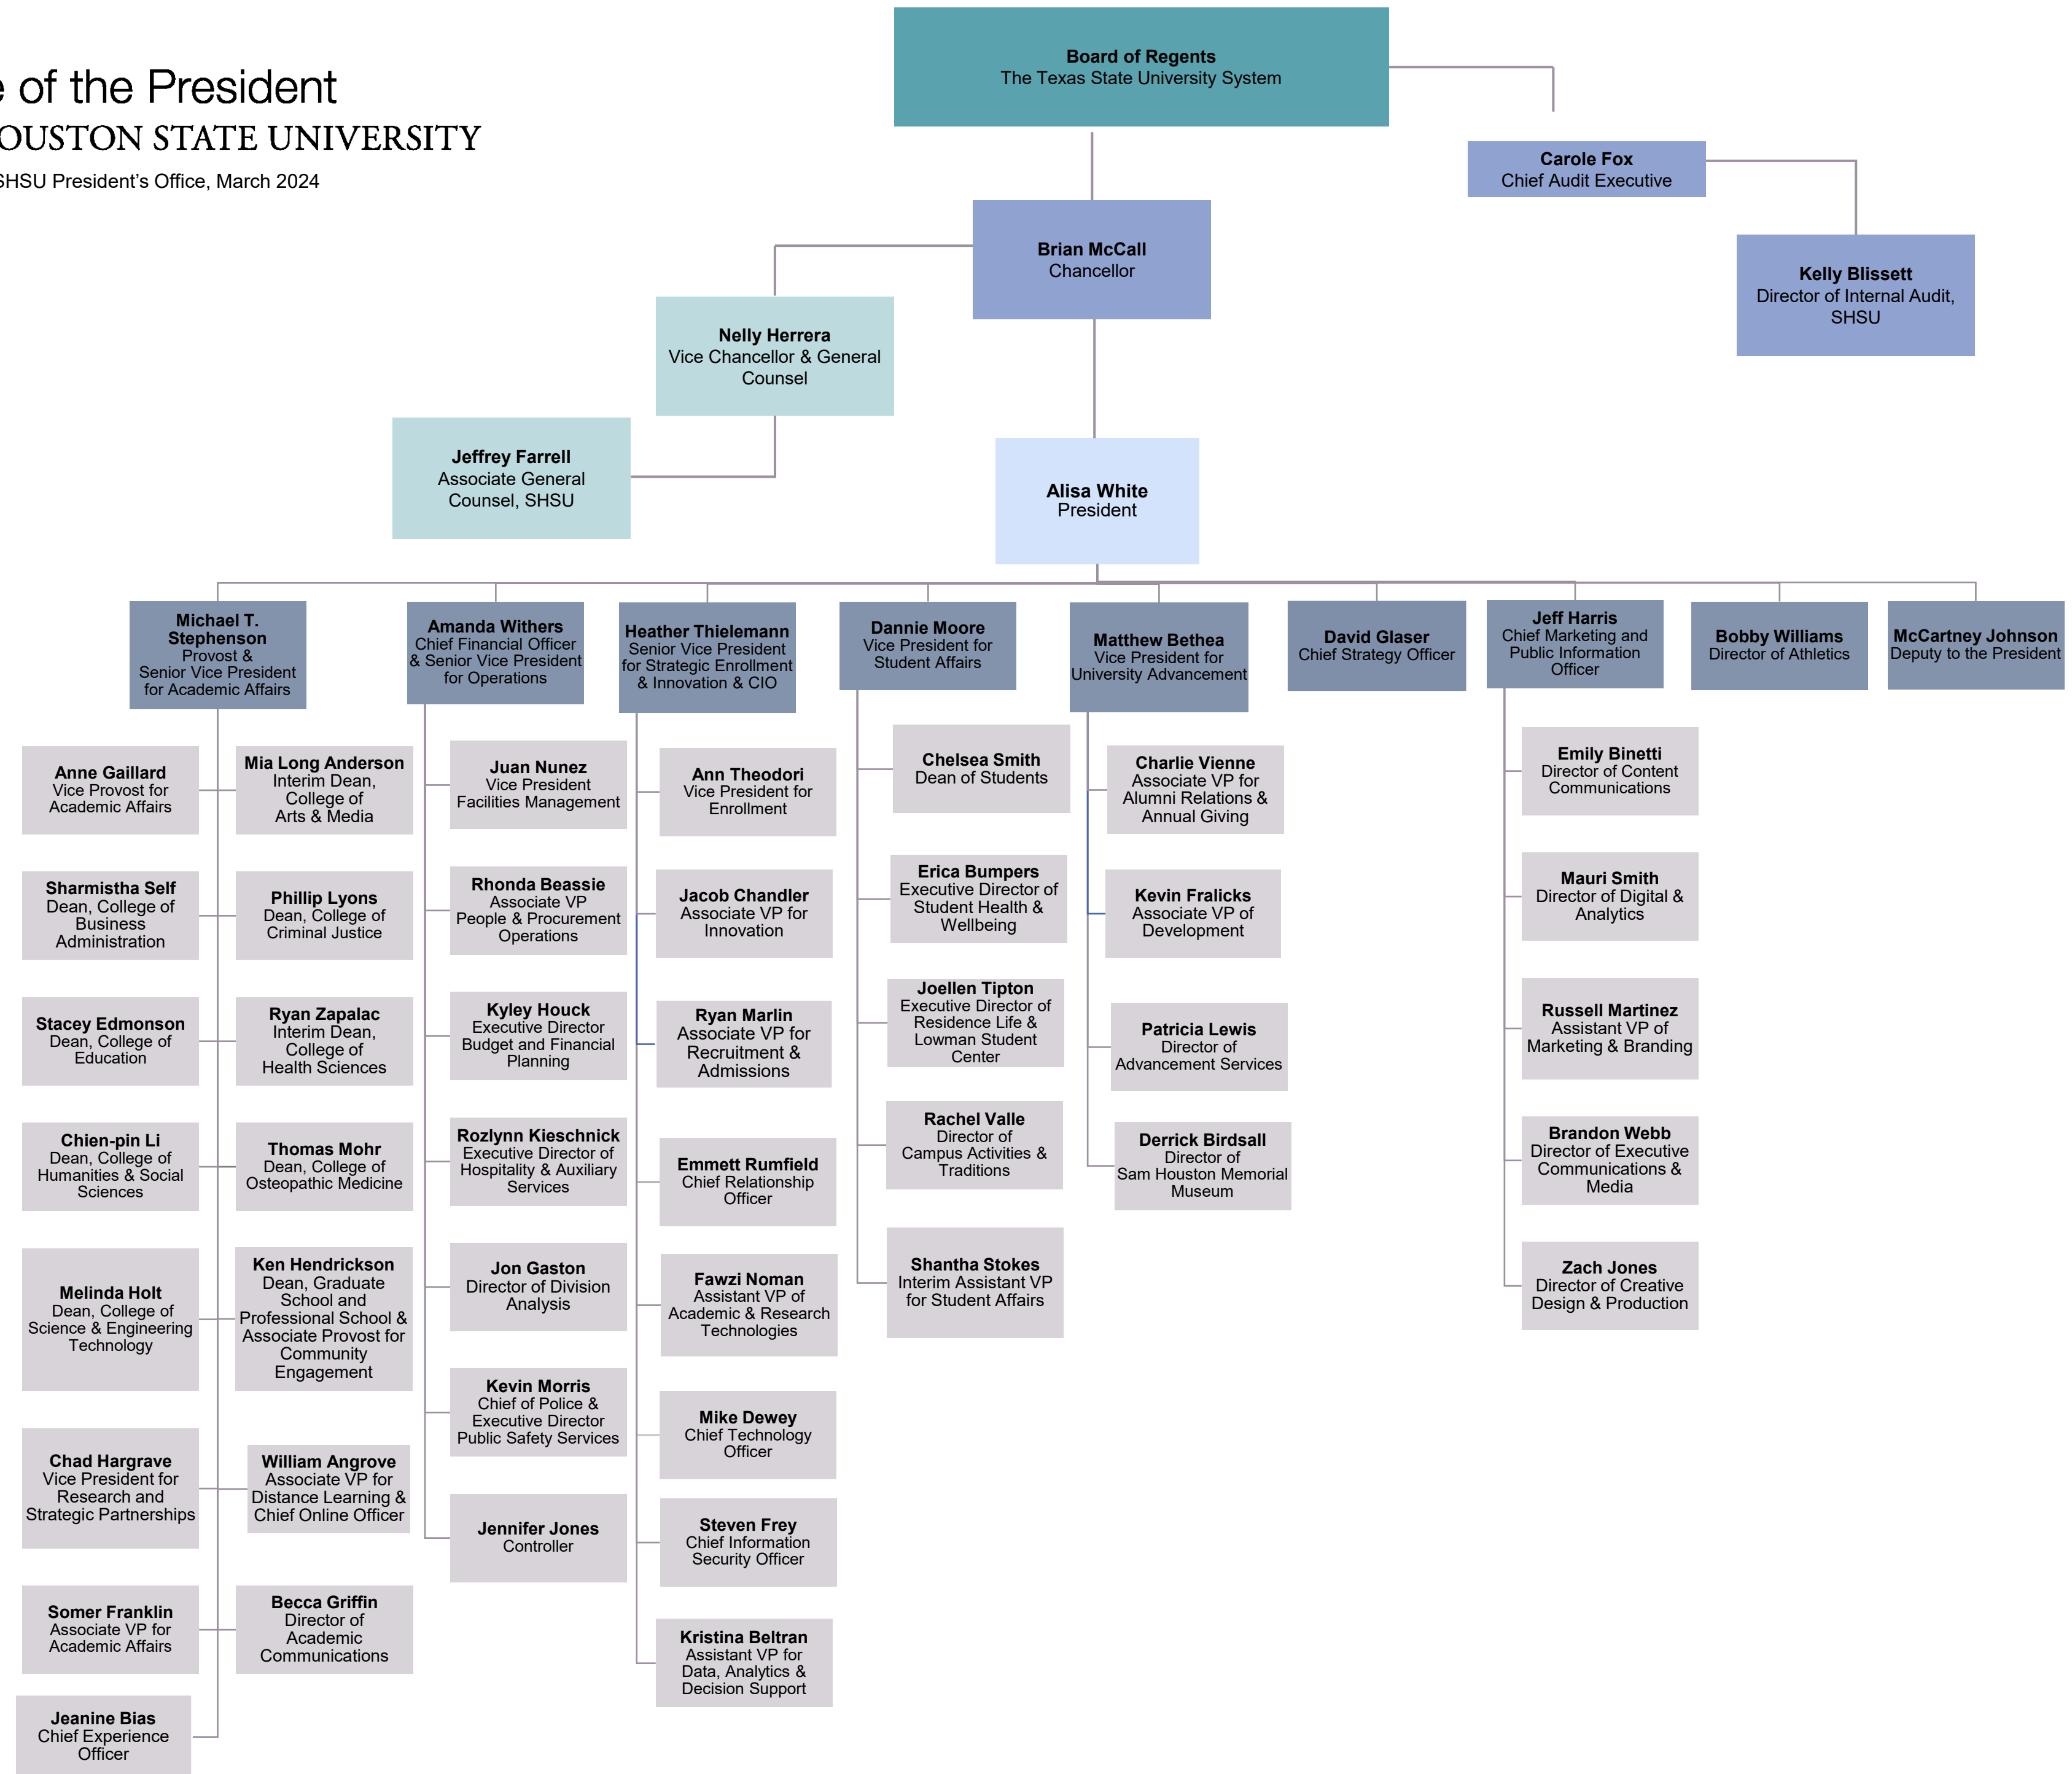 of the President
HOUSTON STATE UNIVERSITY
SHSU President's Office, March 2024
Board of Regents
The Texas State University System
Carole Fox
Chief Audit Executive
Kelly Blissett
Director of Internal Audit,
SHSU
Brian McCall
Chancellor
Nelly Herrera
Vice Chancellor & General
Counsel
Jeffrey Farrell
Associate General
Counsel, SHSU
Alisa White
President
Michael T.
Stephenson
Provost &
Senior Vice President
for Academic Affairs
Amanda Withers
Chief Financial Officer
& Senior Vice President
for Operations
Heather Thielemann
Senior Vice President
for Strategic Enrollment
& Innovation & CIO
Dannie Moore
Vice President for
Student Affairs
Matthew Bethea
Vice President for
University Advancement
David Glaser
Chief Strategy Officer
Jeff Harris
Chief Marketing and
Public Information
Officer
Bobby Williams
Director of Athletics
McCartney Johnson
Deputy to the President
Anne Gaillard
Vice Provost for
Academic Affairs
Mia Long Anderson
Interim Dean,
College of
Arts & Media
Sharmistha Self
Dean, College of
Business
Administration
Phillip Lyons
Dean, College of
Criminal Justice
Stacey Edmonson
Dean, College of
Education
Ryan Zapalac
Interim Dean,
College of
Health Sciences
Chien-pin Li
Dean, College of
Humanities & Social
Sciences
Thomas Mohr
Dean, College of
Osteopathic Medicine
Melinda Holt
Dean, College of
Science & Engineering
Technology
Ken Hendrickson
Dean, Graduate
School and
Professional School &
Associate Provost for
Community
Engagement
Chad Hargrave
Vice President for
Research and
Strategic Partnerships
William Angrove
Associate VP for
Distance Learning &
Chief Online Officer
Somer Franklin
Associate VP for
Academic Affairs
Becca Griffin
Director of
Academic
Communications
Jeanine Bias
Chief Experience
Officer
Juan Nunez
Vice President
Facilities Management
Rhonda Beassie
Associate VP
People & Procurement
Operations
Kyley Houck
Executive Director
Budget and Financial
Planning
Rozlynn Kieschnick
Executive Director of
Hospitality & Auxiliary
Services
Jon Gaston
Director of Division
Analysis
Kevin Morris
Chief of Police &
Executive Director
Public Safety Services
Jennifer Jones
Controller
Ann Theodori
Vice President for
Enrollment
Jacob Chandler
Associate VP for
Innovation
Ryan Marlin
Associate VP for
Recruitment &
Admissions
Emmett Rumfield
Chief Relationship
Officer
Fawzi Noman
Assistant VP of
Academic & Research
Technologies
Mike Dewey
Chief Technology
Officer
Steven Frey
Chief Information
Security Officer
Kristina Beltran
Assistant VP for
Data, Analytics &
Decision Support
Chelsea Smith
Dean of Students
Erica Bumpers
Executive Director of
Student Health &
Wellbeing
Joellen Tipton
Executive Director of
Residence Life &
Lowman Student
Center
Rachel Valle
Director of
Campus Activities &
Traditions
Shantha Stokes
Interim Assistant VP
for Student Affairs
Charlie Vienne
Associate VP for
Alumni Relations &
Annual Giving
Kevin Fralicks
Associate VP of
Development
Patricia Lewis
Director of
Advancement Services
Derrick Birdsall
Director of
Sam Houston Memorial
Museum
Emily Binetti
Director of Content
Communications
Mauri Smith
Director of Digital &
Analytics
Russell Martinez
Assistant VP of
Marketing & Branding
Brandon Webb
Director of Executive
Communications &
Media
Zach Jones
Director of Creative
Design & Production